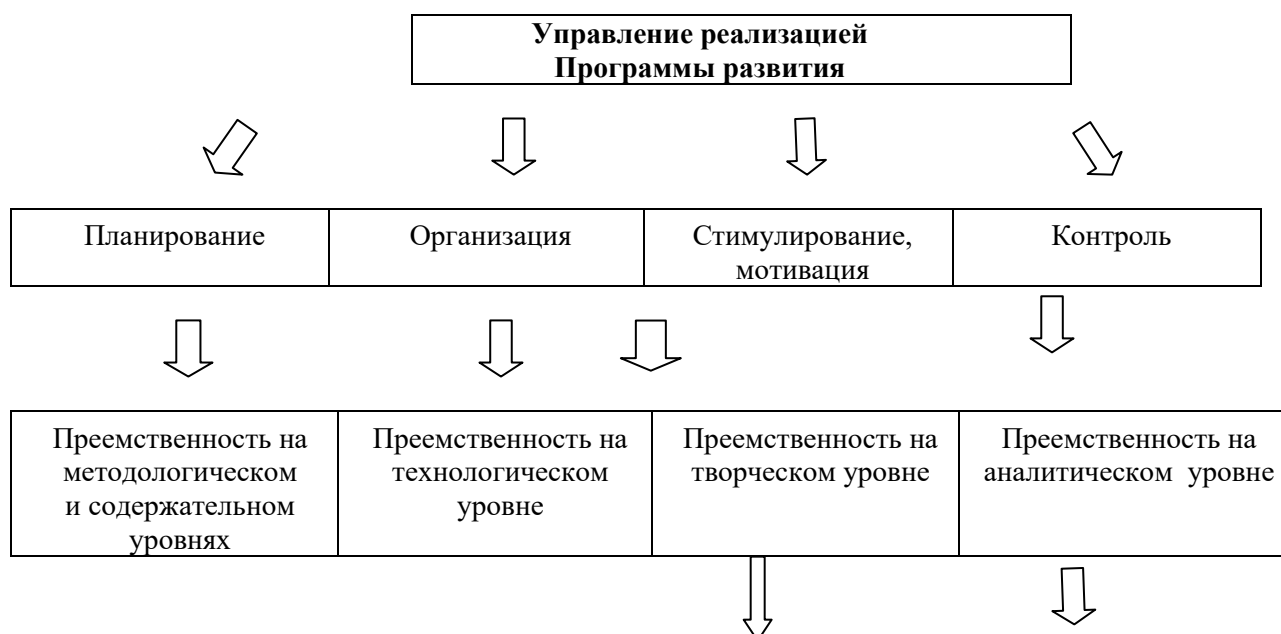 Управление реализацией
Программы развития
Планирование
Организация
Стимулирование,
мотивация
Контроль
Преемственность на
методологическом
и содержательном
уровнях
Преемственность на
технологическом
уровне
Преемственность на
творческом уровне
Преемственность на
аналитическом уровне